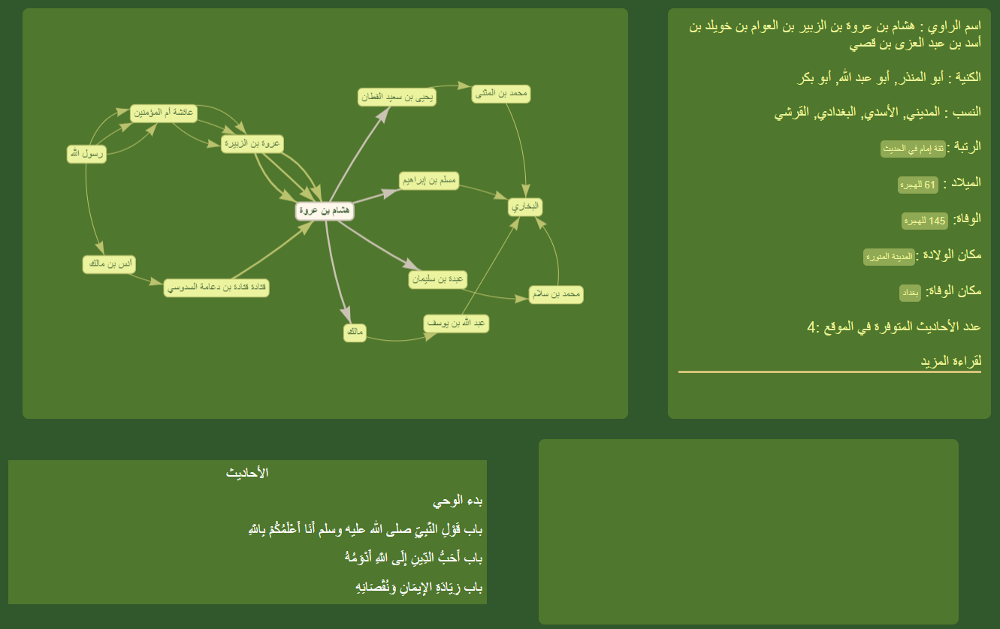 اسم الراوي : هشام بن عروة بن الزبير بن العوام بن خويلد بن
أسد بن عبد العزى بن قصي
الكنية : أبو المنذر, أبو عبد الله, أبو بكر
النسب : المديني, الأسدي, البغدادي, القرشي
الرتبة : ثقة إمام في الحديث
الميلاد : 61 للهجرة
الوفاة: 145 للهجرة
مكان الولادة : المدينة المنورة
مكان الوفاة: بغداد
عدد الأحاديث المتوفرة في الموقع :4
لقراءة المزيد
محمد بن المثنى
يحيى بن سعيد القطان
عائشة أم المؤمنين
عروة بن الزبيرة
رسول الله
مسلم بن إبراهيم
البخاري
هشام بن عروة
أنس بن مالك
قتادة قتادة بن دعامة السدوسي
عبدة بن سليمان
محمد بن سلام
عبد الله بن يوسف
مالك
الأحاديث
بدء الوحي
باب قَوْلِ النَّبِيِّ صلى الله عليه وسلم أَنَا أَعْلَمُكُمْ بِاللَّهِ
باب أَحَبُّ الدِّينِ إِلَى اللَّهِ أَدْوَمُهُ
باب زِيَادَةِ الإِيمَانِ وَنُقْصَانِهِ